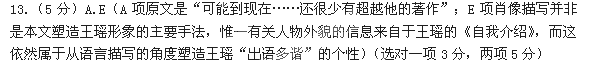 13.（5 分）A.E（A 项原文是“可能到现在……还很少有超越他的著作”；E 项肖像描写并非
是本文塑造王瑶形象的主要手法，惟一有关人物外貌的信息来自于王瑶的《自我介绍》，而这
依然属于从语言描写的角度塑造王瑶“出语多谐”的个性)（选对一项 3 分，两项 5 分）